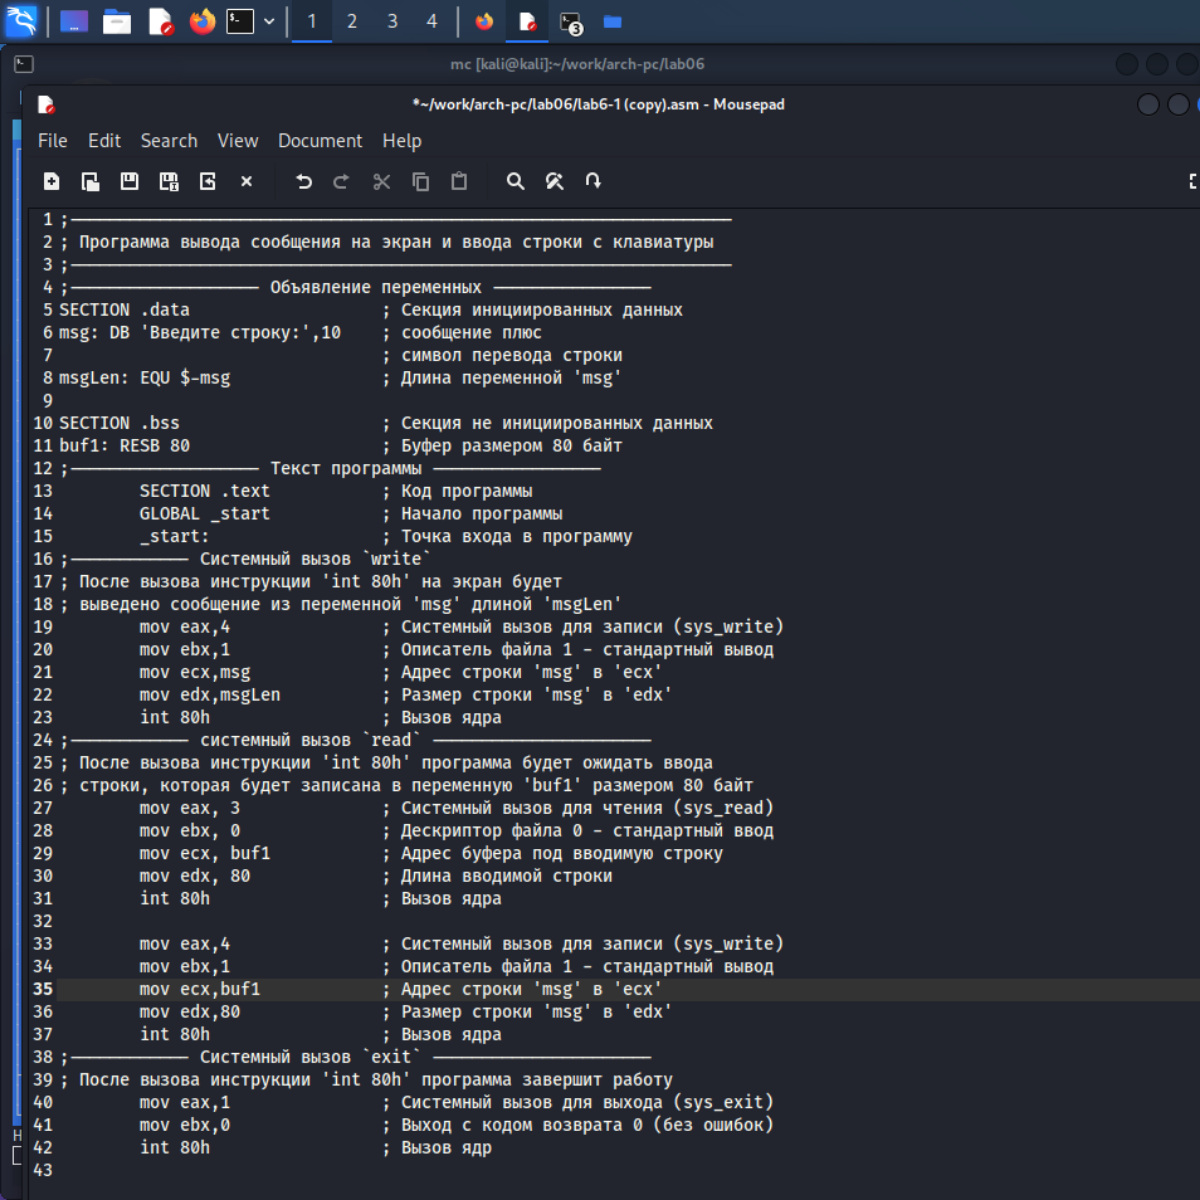 1 2 3 4 3
mc [kali@kali]:~/work/arch-pc/lab06
*~/work/arch-pc/lab06/lab6-1 (copy).asm - Mousepad
File Edit Search View Document Help
1 ;————————————————————————————————
2 ; Программа вывода сообщения на экран и ввода строки с клавиатуры
3 ;————————————————————————————————
4 ;—————————— Объявление переменных ————————
5 SECTION .data ; Секция инициированных данных
6 msg: DB 'Введите строку:',10 ; сообщение плюс
7 ; символ перевода строки
8 msgLen: EQU $-msg ; Длина переменной 'msg'
9
10 SECTION .bss ; Секция не инициированных данных
11 buf1: RESB 80 ; Буфер размером 80 байт
12 ;—————————— Текст программы ————————
13 SECTION .text ; Код программы
14 GLOBAL _start ; Начало программы
15 _start: ; Точка входа в программу
16 ;—————— Системный вызов `write`
17 ; После вызова инструкции 'int 80h' на экран будет
18 ; выведено сообщение из переменной 'msg' длиной 'msgLen'
19 mov eax,4 ; Системный вызов для записи (sys_write)
20 mov ebx,1 ; Описатель файла 1 - стандартный вывод
21 mov ecx,msg ; Адрес строки 'msg' в 'ecx'
22 mov edx,msgLen ; Размер строки 'msg' в 'edx'
23 int 80h ; Вызов ядра
24 ;—————— системный вызов `read` ———————————
25 ; После вызова инструкции 'int 80h' программа будет ожидать ввода
26 ; строки, которая будет записана в переменную 'buf1' размером 80 байт
27 mov eax, 3 ; Системный вызов для чтения (sys_read)
28 mov ebx, 0 ; Дескриптор файла 0 - стандартный ввод
29 mov ecx, buf1 ; Адрес буфера под вводимую строку
30 mov edx, 80 ; Длина вводимой строки
31 int 80h ; Вызов ядра
32
33 mov eax,4 ; Системный вызов для записи (sys_write)
34 mov ebx,1 ; Описатель файла 1 - стандартный вывод
35 mov ecx,buf1 ; Адрес строки 'msg' в 'ecx'
36 mov edx,80 ; Размер строки 'msg' в 'edx'
37 int 80h ; Вызов ядра
38 ;—————— Системный вызов `exit` ———————————
39 ; После вызова инструкции 'int 80h' программа завершит работу
40 mov eax,1 ; Системный вызов для выхода (sys_exit)
41 mov ebx,0 ; Выход с кодом возврата 0 (без ошибок)
42 int 80h ; Вызов ядр
43